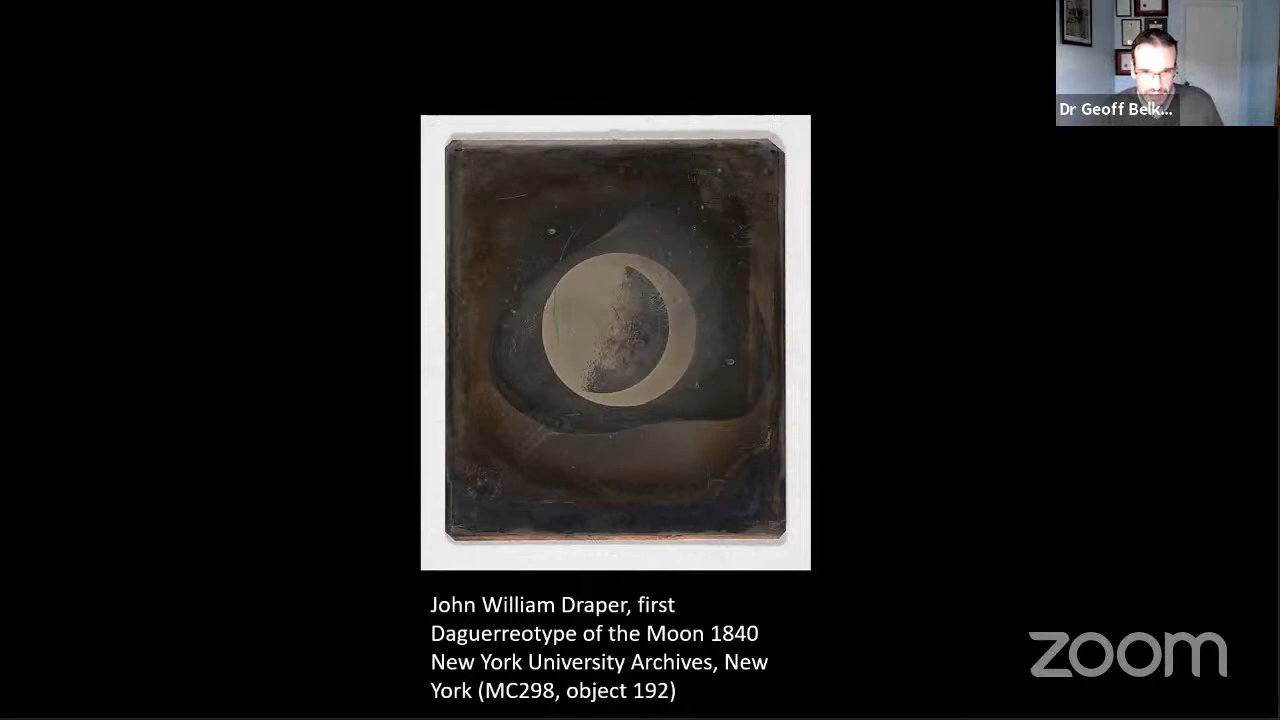 Dr Geoff Belk...
John William Draper, first
Daguerreotype of the Moon 1840
New York University Archives, New
York (MC298, object 192)
zoom